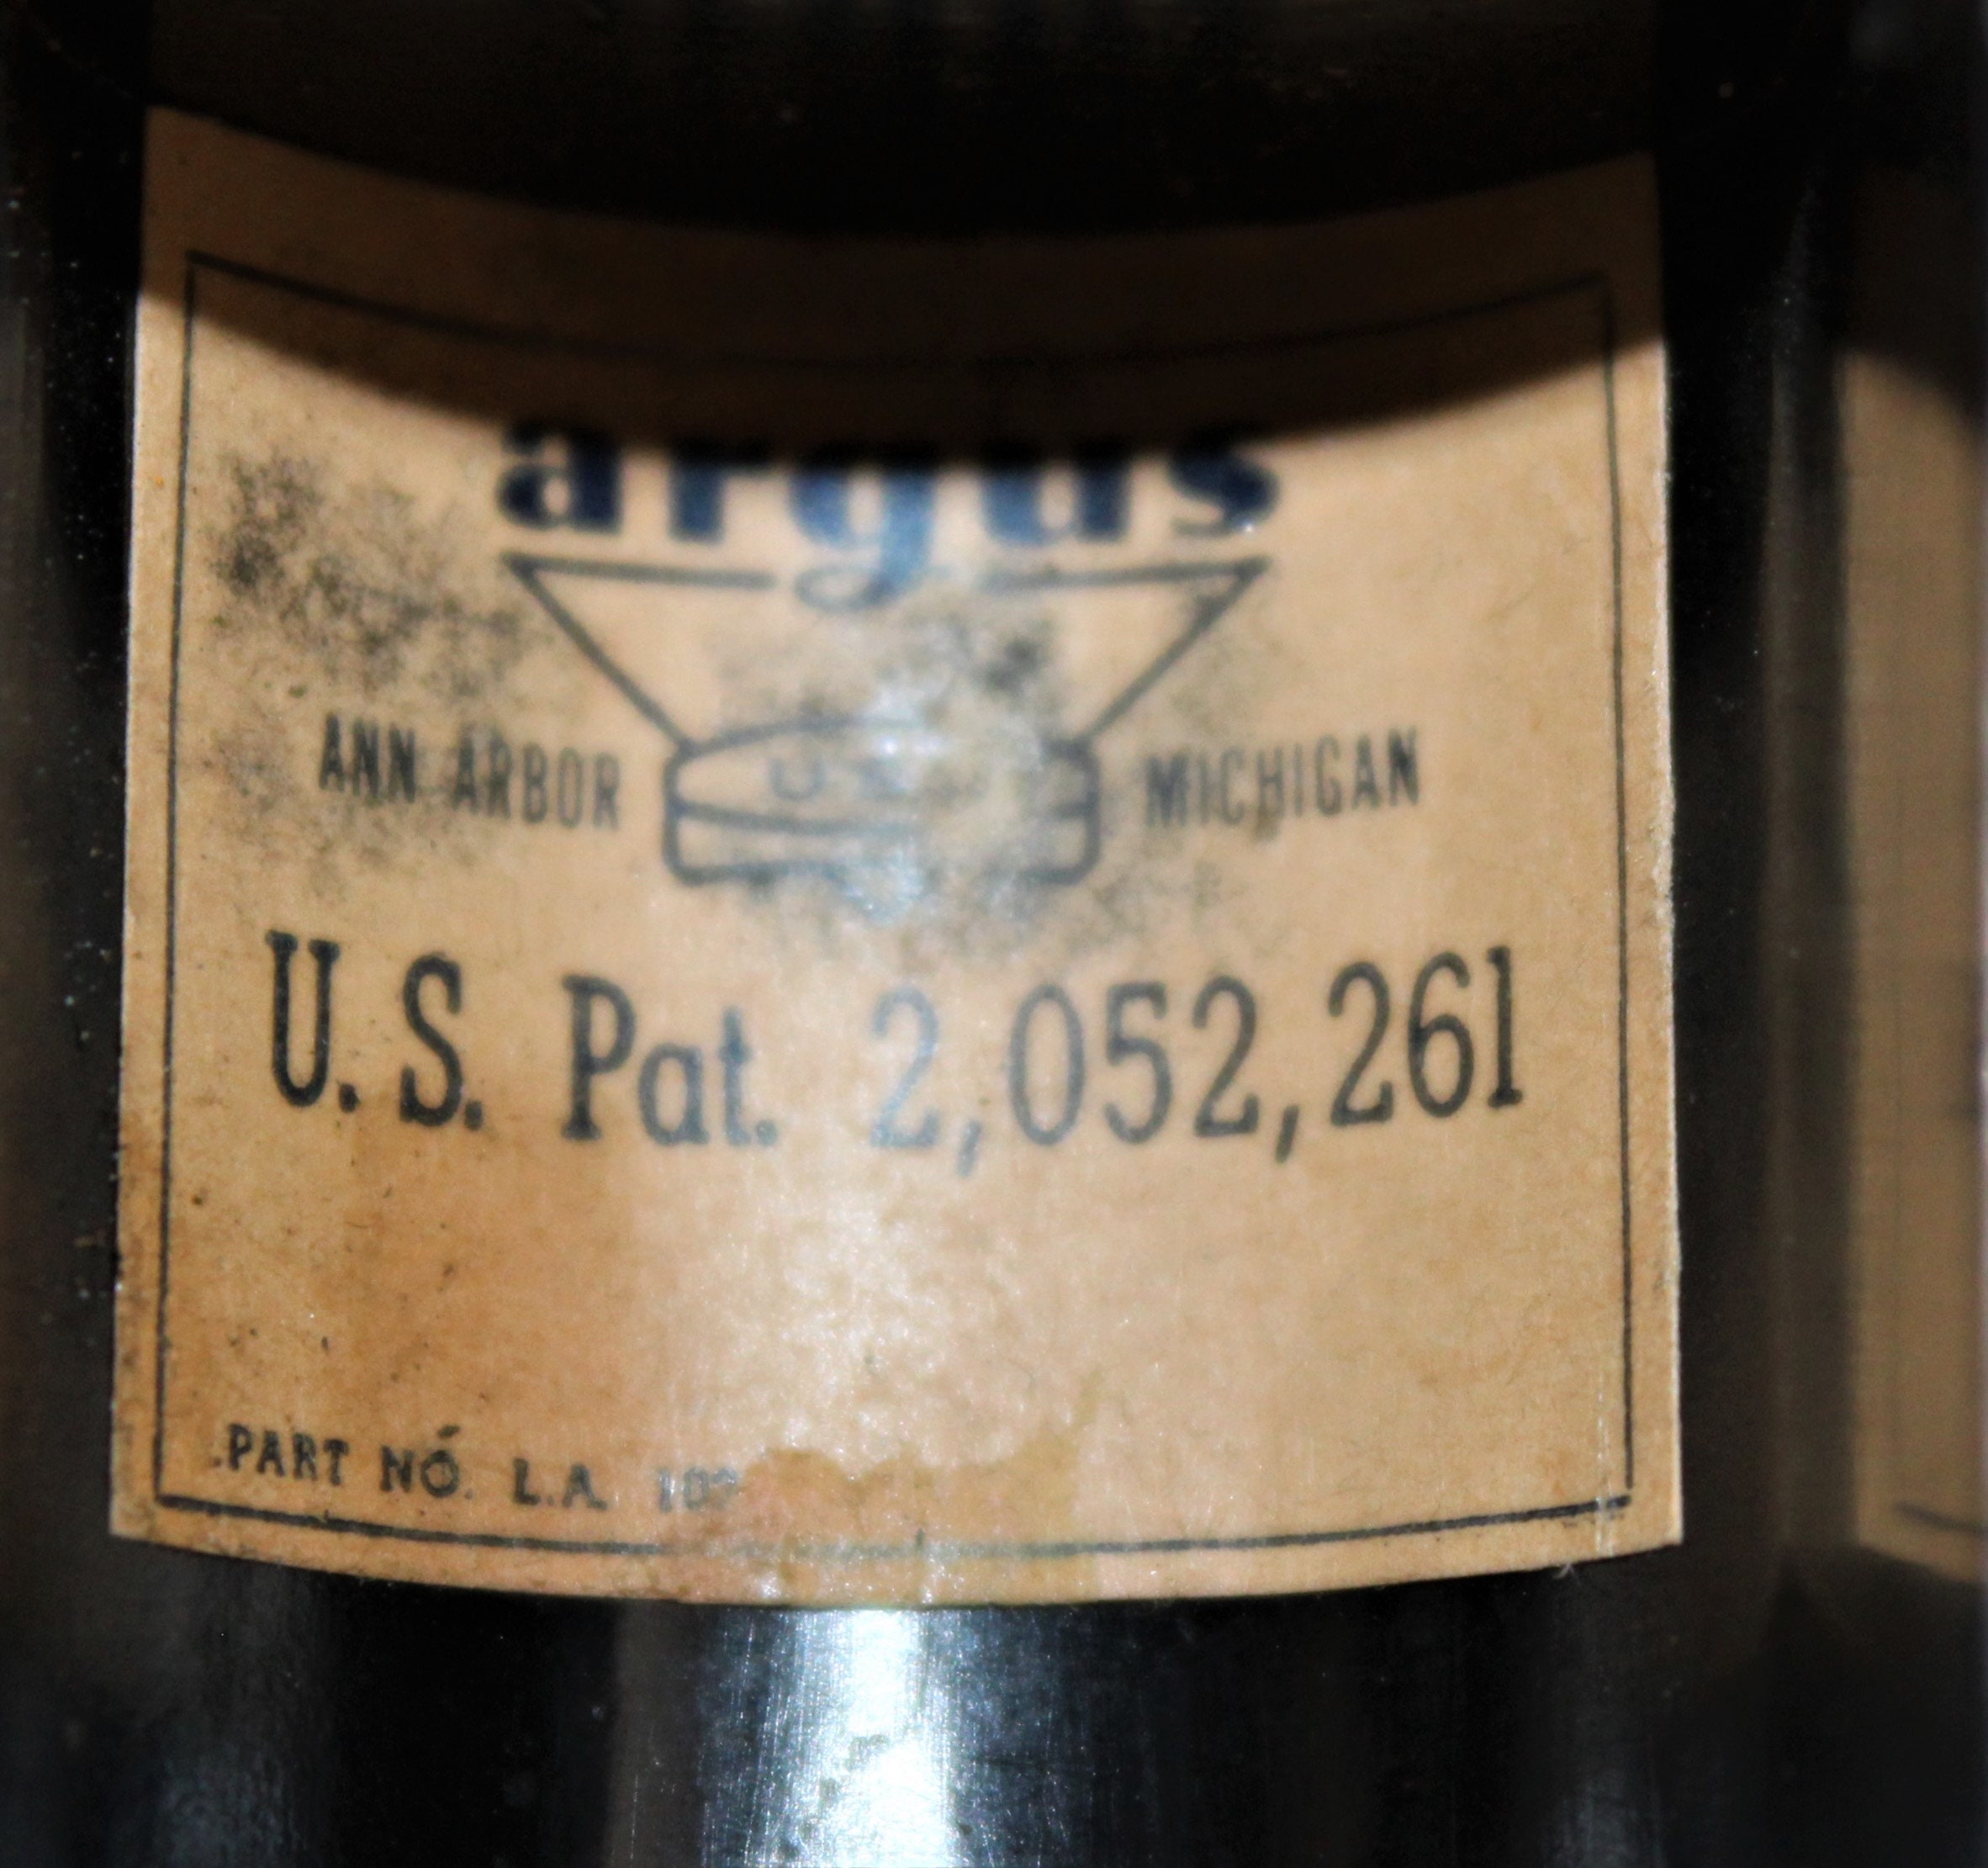 argus
ANN ARBOR MICHIGAN
U.S. Pat. 2,052,261
PART NO. L.A.